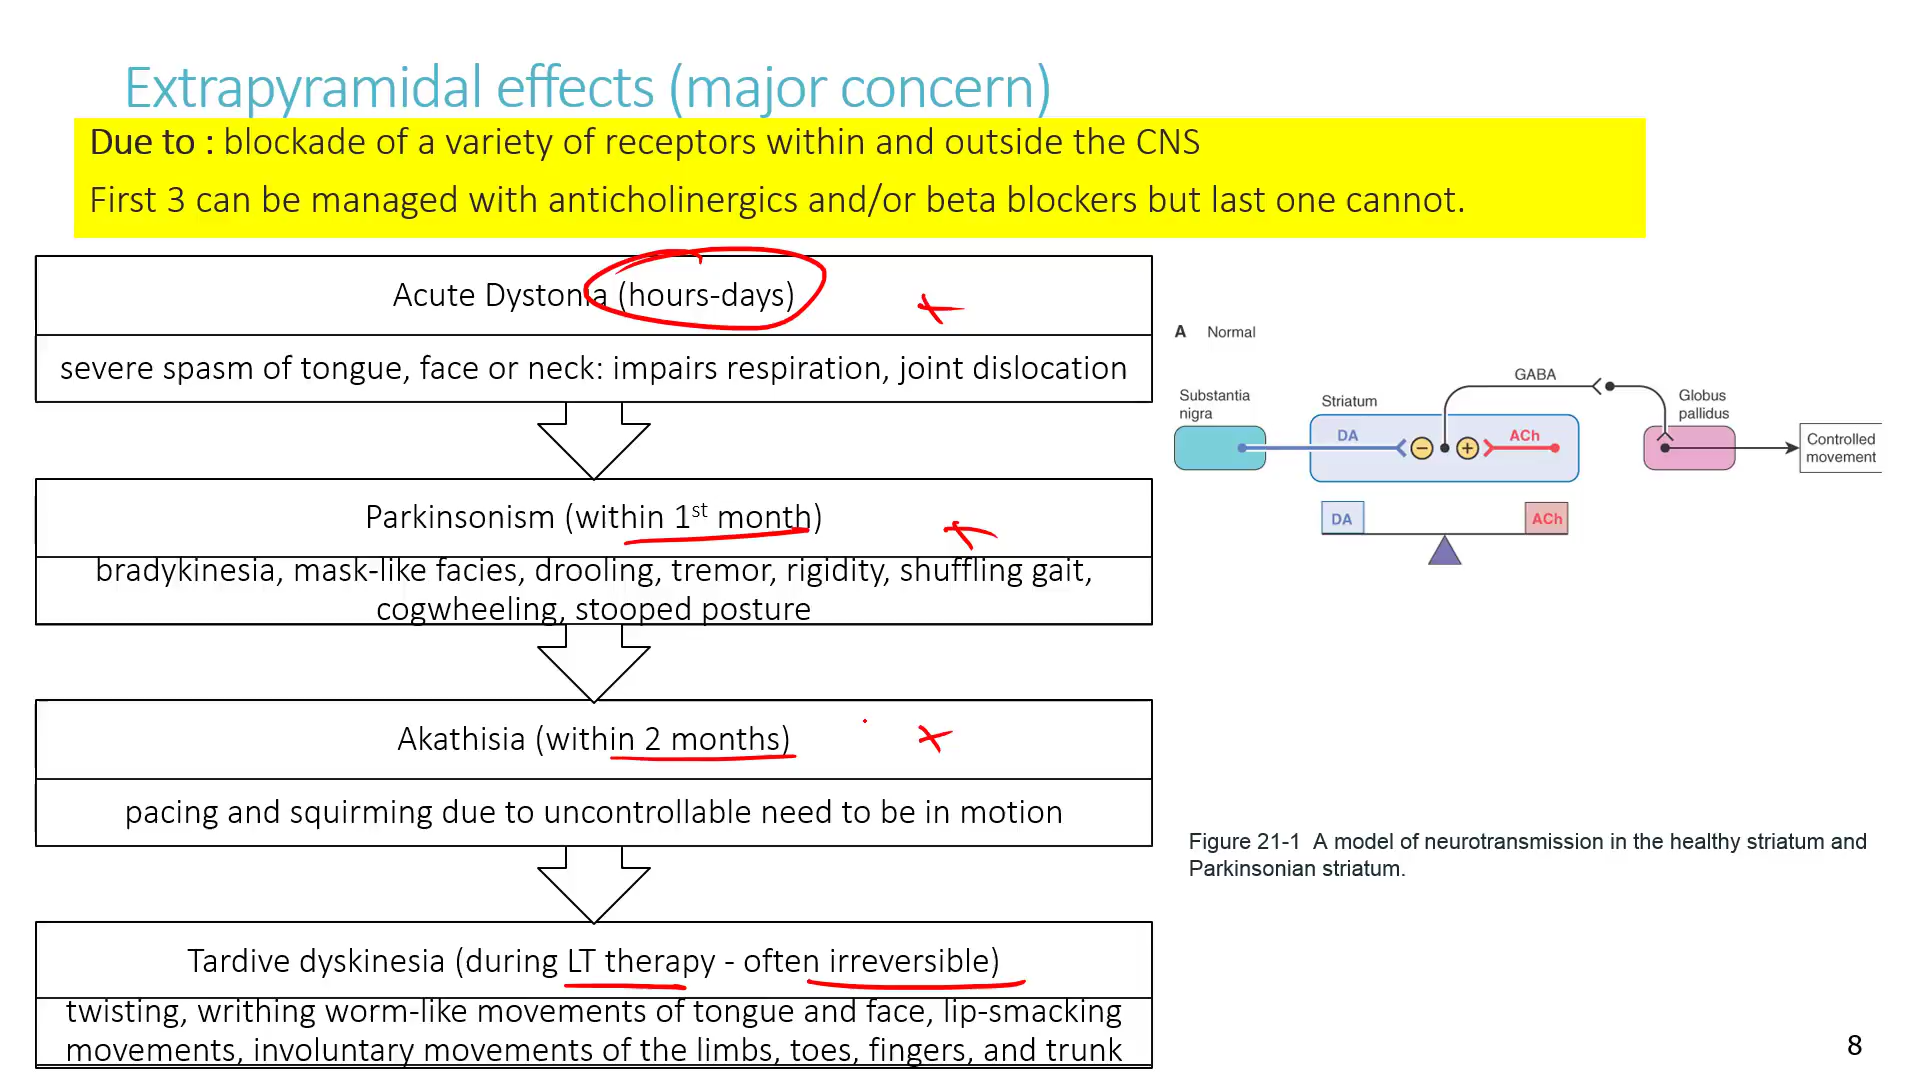 Extrapyramidal effects (major concern)
Due to : blockade of a variety of receptors within and outside the CNS
First 3 can be managed with anticholinergics and/or beta blockers but last one cannot.
Acute Dystonia (hours-days)
severe spasm of tongue, face or neck: impairs respiration, joint dislocation
Parkinsonism (within 1st month)
bradykinesia, mask-like facies, drooling, tremor, rigidity, shuffling gait,
cogwheeling, stooped posture
Akathisia (within 2 months)
pacing and squirming due to uncontrollable need to be in motion
Tardive dyskinesia (during LT therapy - often irreversible)
twisting, writhing worm-like movements of tongue and face, lip-smacking
movements, involuntary movements of the limbs, toes, fingers, and trunk
A Normal
GABA
Substantia
nigra
Striatum
Globus
pallidus
DA
ACh
Controlled
movement
DA
ACh
Figure 21-1 A model of neurotransmission in the healthy striatum and
Parkinsonian striatum.
8